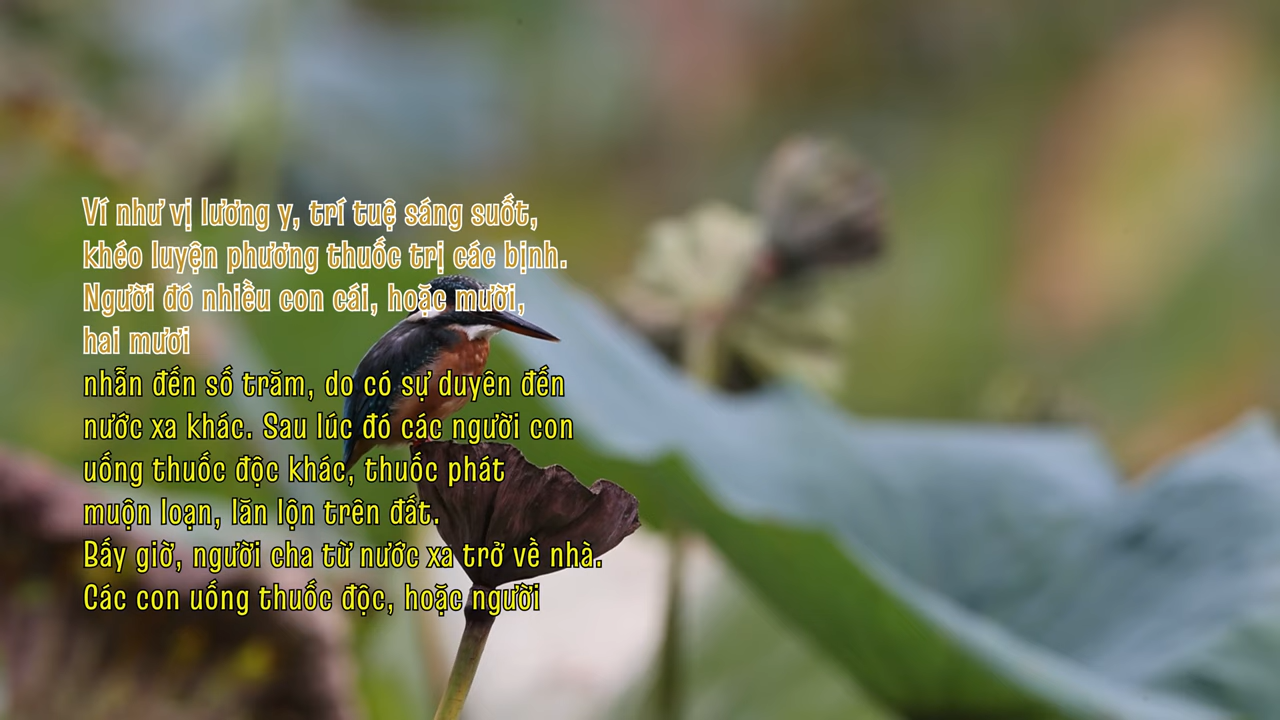 Ví như vị lương y, trí tuệ sáng suốt,
khéo luyện phương thuốc trị các bịnh.
Người đó nhiều con cái, hoặc mười,
hai mươi
nhẫn đến số trăm, do có sự duyên đến
nước xa khác. Sau lúc đó các người con
uống thuốc độc khác, thuốc phát
muộn loạn, lăn lộn trên đất.
Bấy giờ, người cha từ nước xa trở về nhà.
Các con uống thuốc độc, hoặc người